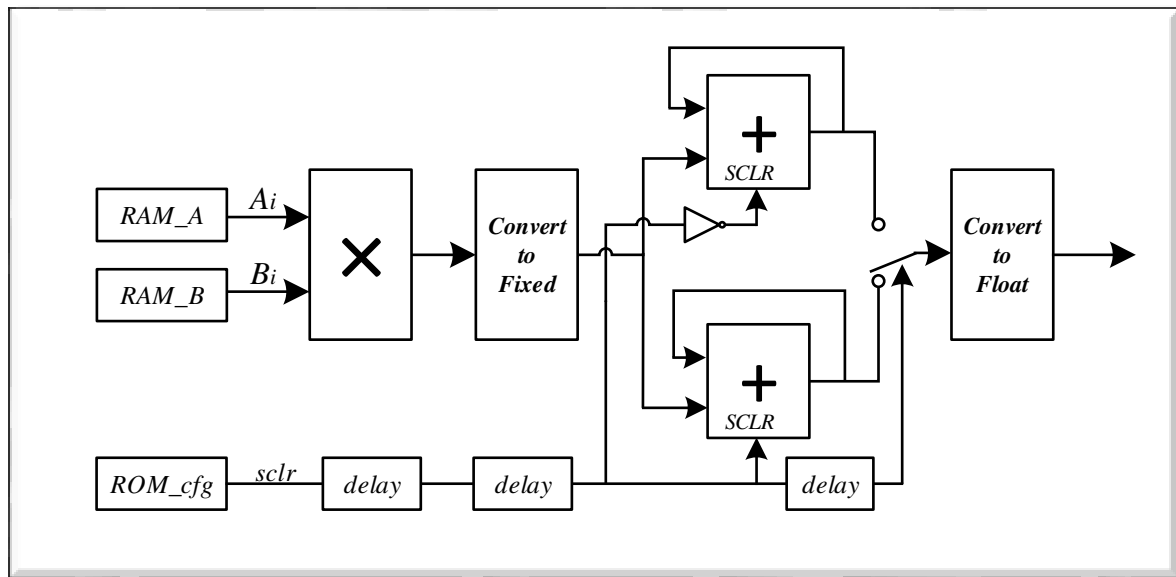 +
SCLR
RAM_A
Ai
RAM_B
Bi
×
Convert
to
Fixed
Convert
to
Float
+
SCLR
ROM_cfg
sclr
delay
delay
delay